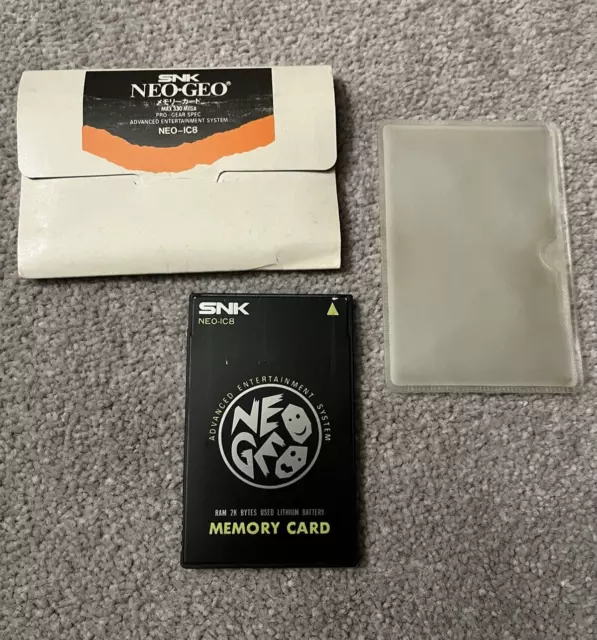 SNK
NEO•GEO®
メモリーカード
MAX 330 MEGA
PRO-GEAR SPEC
ADVANCED ENTERTAINMENT SYSTEM
NEO-IC8
SNK
NEO-IC8
ADVANCED ENTERTAINMENT SYSTEM
NEO
GEO
RAM 2K BYTES USED LITHIUM BATTERY
MEMORY CARD